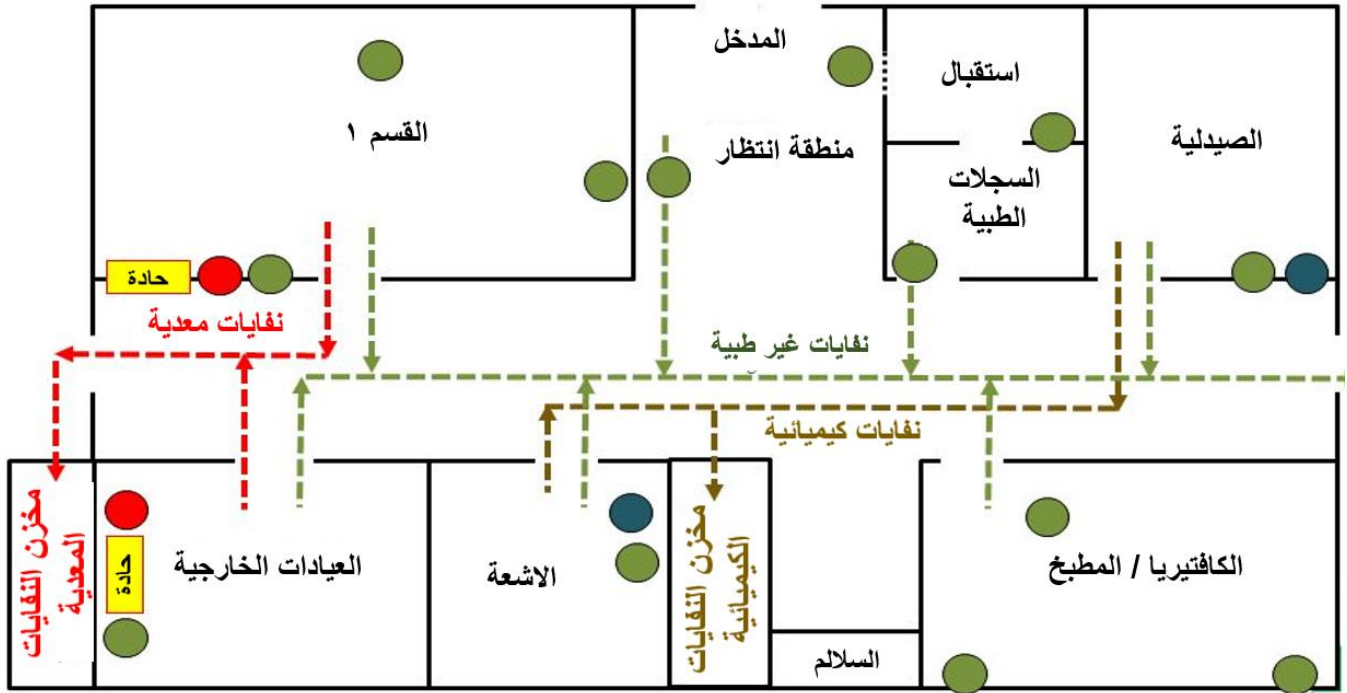 المدخل
استقبال
القسم ١
منطقة انتظار
الصيدلية
السجلات
الطبية
حادة
نفايات معدية
نفايات غير طبية
نفايات كيميائية
مخزن النفايات
المعدية
حادة
العيادات الخارجية
الاشعة
مخزن النفايات
الكيميائية
السلالم
الكافتيريا / المطبخ